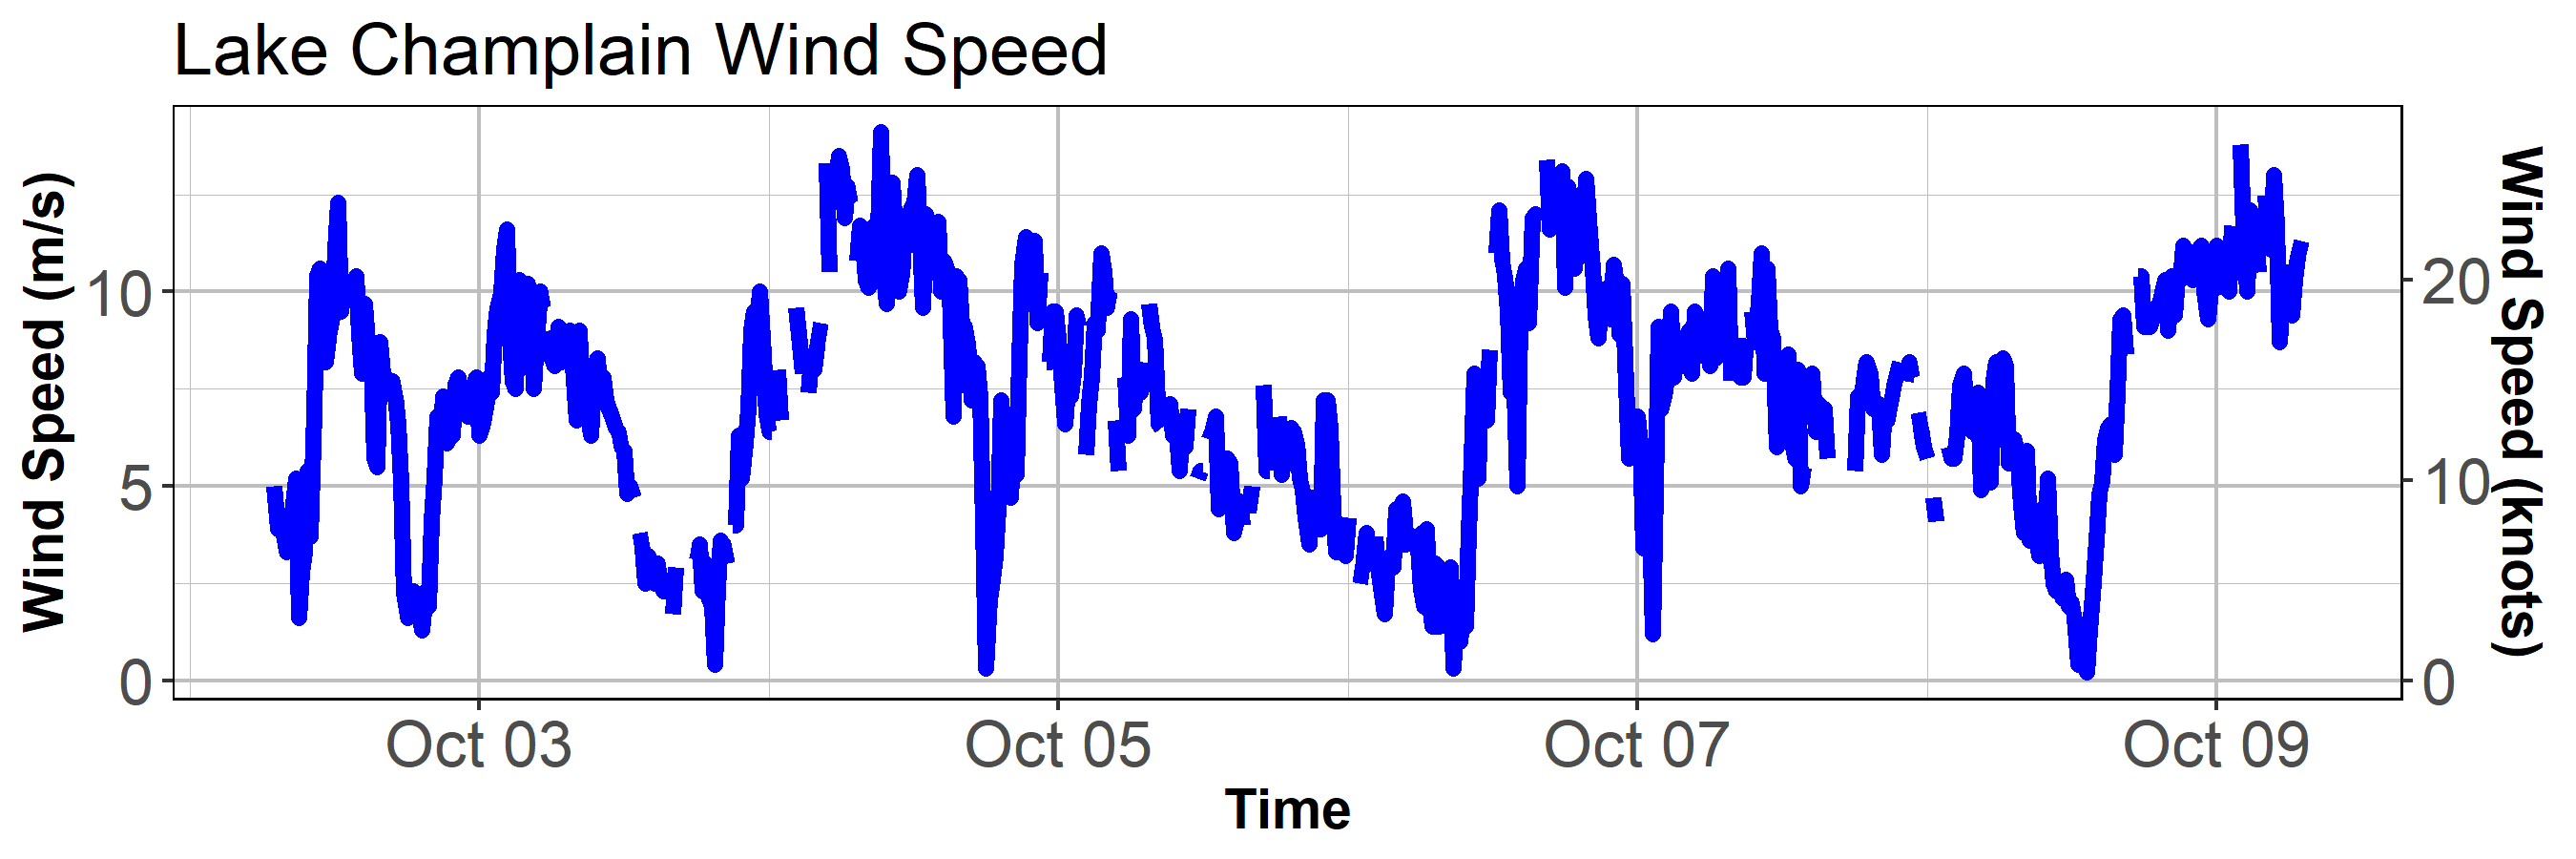 Lake Champlain Wind Speed
Wind Speed (m/s)
10
5
0
20
10
0
Wind Speed (knots)
Oct 03
Oct 05
Oct 07
Oct 09
Time